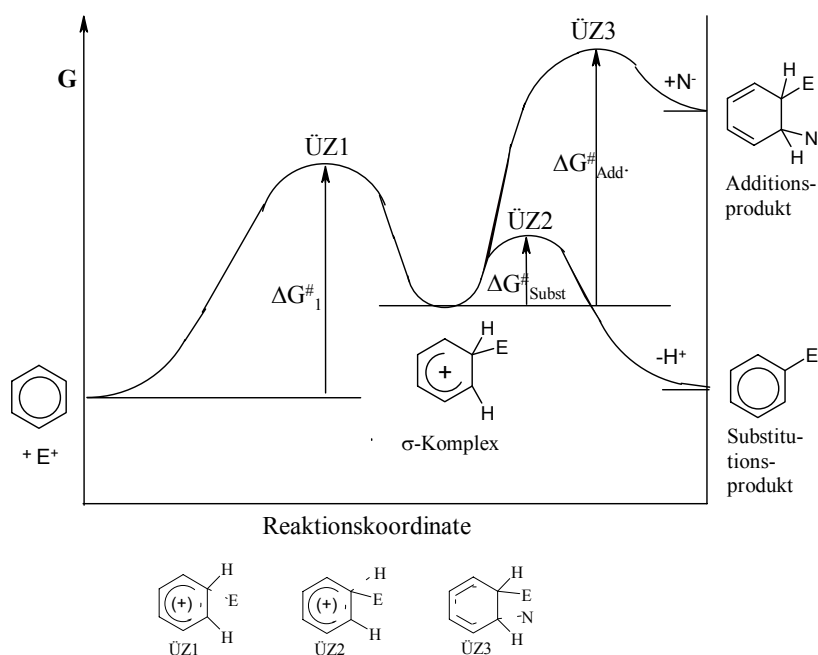 G
ÜZ1
ÜZ2
ÜZ3
ΔG#1
ΔG#Subst
ΔG#Add.
+N-
H
E
N
H
Additions-
produkt
-H+
E
Substitu-
tions-
produkt
+ E+
H
E
+
H
σ-Komplex
Reaktionskoordinate
H
(+)
E
H
ÜZ1
H
(+)
E
H
ÜZ2
H
E
N
H
ÜZ3